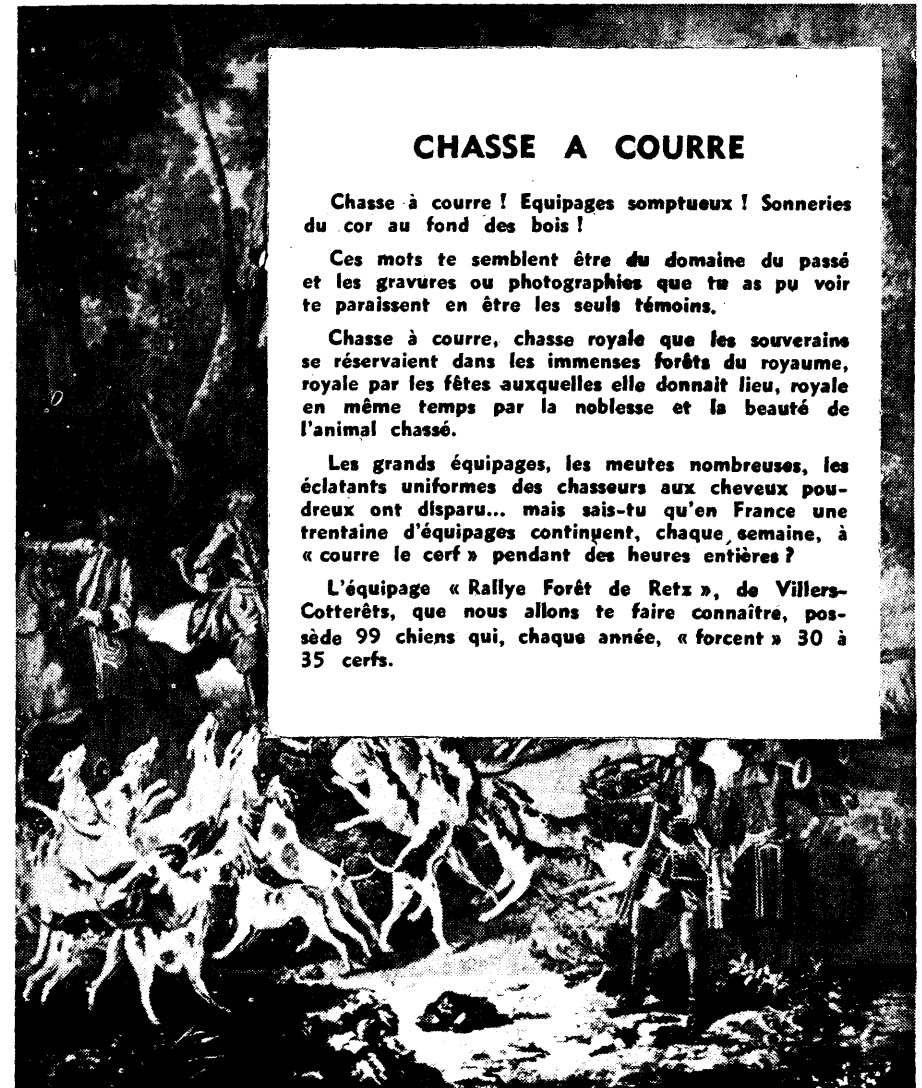 CHASSE A COURRE
Chasse à courre ! Equipages somptueux ! Sonneries
du cor au fond des bois !
Ces mots te semblent être du domaine du passé
et les gravures ou photographies que tu as pu voir
te paraissent en être les seuls témoins.
Chasse à courre, chasse royale que les souverains
se réservaient dans les immenses forêts du royaume,
royale par les fêtes auxquelles elle donnait lieu, royale
en même temps par la noblesse et la beauté de
l'animal chassé.
Les grands équipages, les meutes nombreuses, les
éclatants uniformes des chasseurs aux cheveux pou-
dreux ont disparu... mais sais-tu qu'en France une
trentaine d'équipages continuent, chaque semaine, à
« courre le cerf » pendant des heures entières ?
L'équipage « Rallye Forêt de Retz », de Villers-
Cotterêts, que nous allons te faire connaître, pos-
sède 99 chiens qui, chaque année, « forcent » 30 à
35 cerfs.